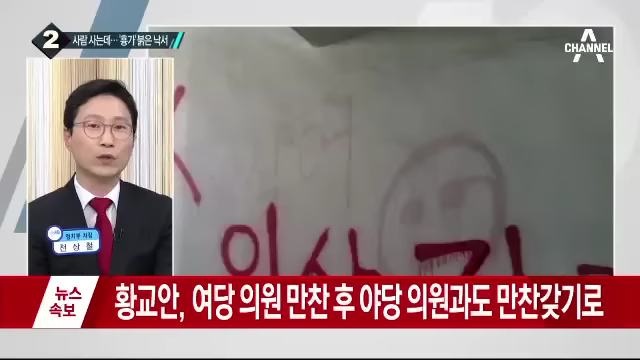 2 사람 사는데…'흉가' 붉은 낙서
CHANNEL A
정치부 차장
천 상 철
뉴스 속보
황교안, 여당 의원 만찬 후 야당 의원과도 만찬갖기로